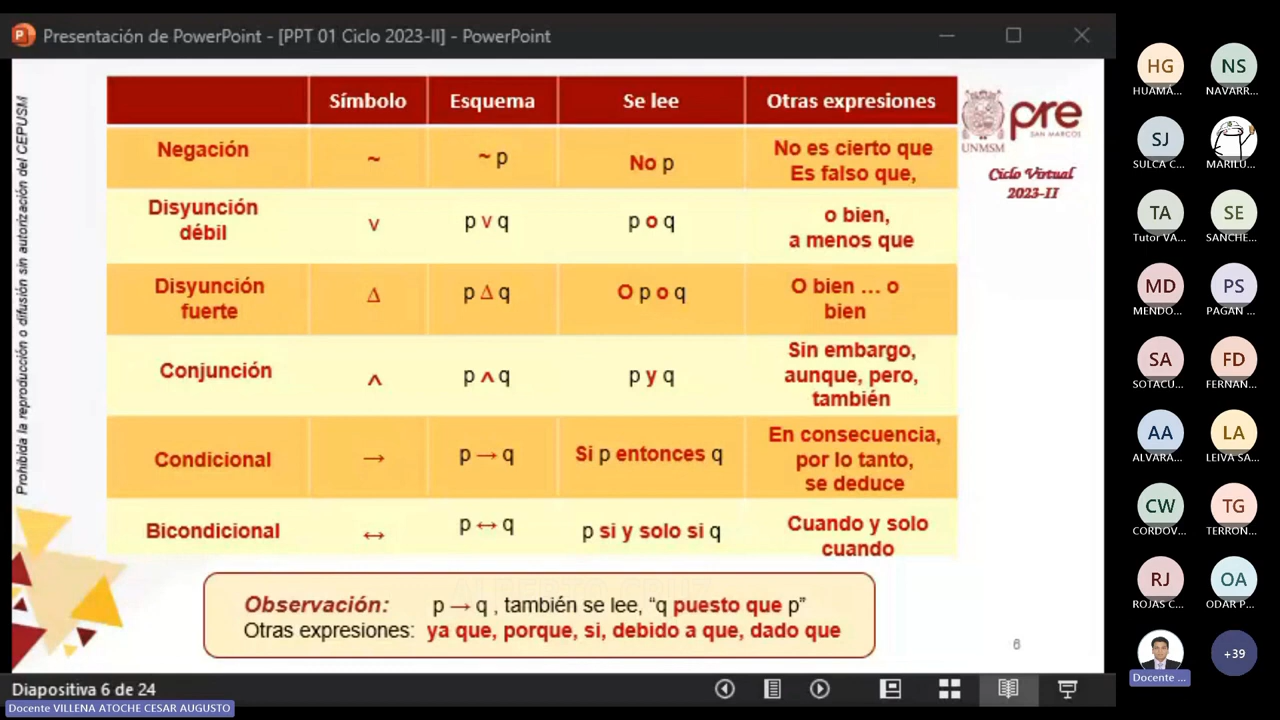 Presentación de PowerPoint - [PPT 01 Ciclo 2023-II] - PowerPoint
Prohibida la reproducción o difusión sin autorización del CEPUSM
Símbolo Esquema Se lee Otras expresiones
Negación ~ ~ p No p No es cierto que
Es falso que,
Disyunción
débil v p v q p o q o bien,
a menos que
Disyunción
fuerte Δ p Δ q O p o q O bien ... o
bien
Conjunción ʌ p ʌ q p y q Sin embargo,
aunque, pero,
también
Condicional → p → q Si p entonces q En consecuencia,
por lo tanto,
se deduce
Bicondicional ↔ p ↔ q p si y solo si q Cuando y solo
cuando
UNMSM
pre
SAN MARCOS
Ciclo Virtual
2023-II
Observación: p → q , también se lee, “q puesto que p”
Otras expresiones: ya que, porque, si, debido a que, dado que
6
Diapositiva 6 de 24
Docente VILLENA ATOCHE CESAR AUGUSTO
HG NS
HUAMÁ... NAVARR...
SJ
SULCA C... MARILU...
TA SE
Tutor VA... SANCHE...
MD PS
MENDO... PAGAN ...
SA FD
SOTACU... FERNAN...
AA LA
ALVARA... LEIVA SA...
CW TG
CORDOV... TERRON...
RJ OA
ROJAS C... ODAR P...
+39
Docente ...